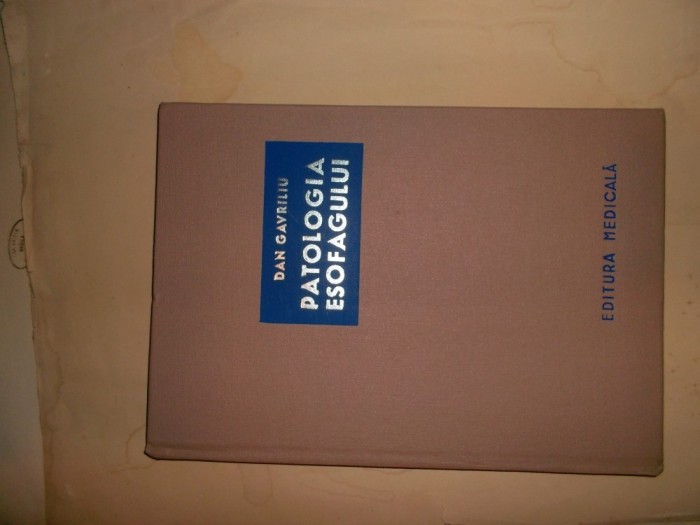 DAN GAVRILIU
PATOLOGIA
ESOFAGULUI
EDITURA MEDICALĂ